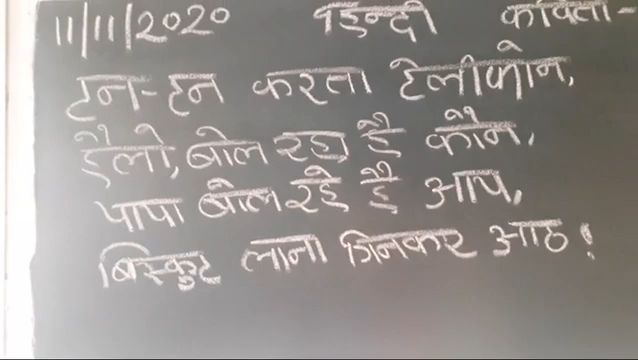 11/11/2020 हिन्दी कविता-
टन-टन करता टेलीफोन,
हैलो, बोल रहा है कौन,
पापा बोल रहे है आप,
बिस्कुट लाना गिनकर आठ!